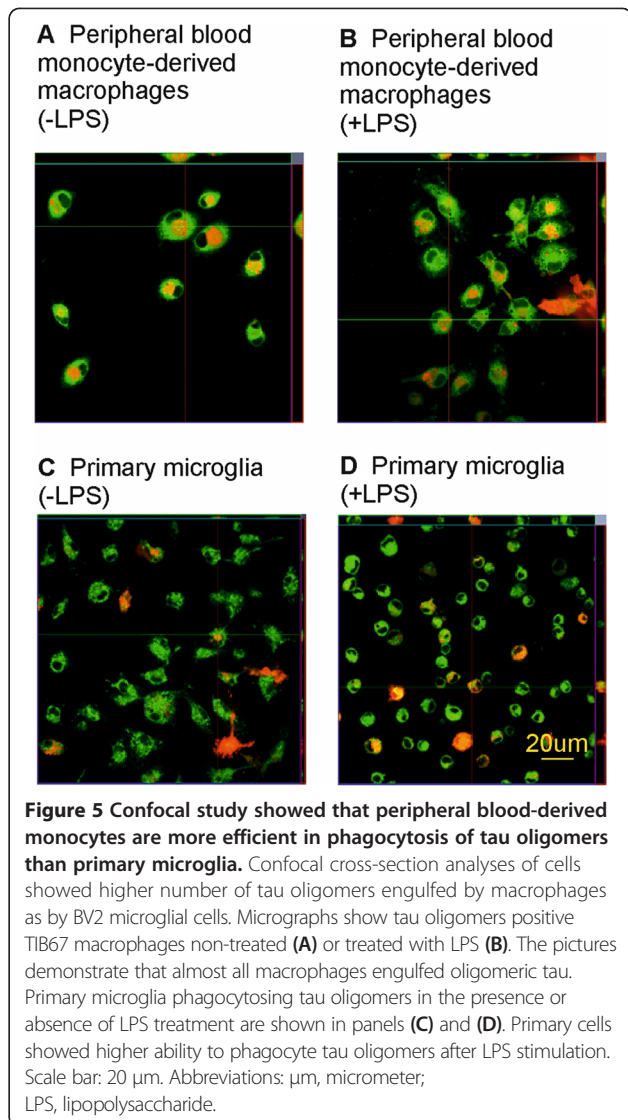 A Peripheral blood
monocyte-derived
macrophages
(-LPS)
B Peripheral blood
monocyte-derived
macrophages
(+LPS)
C Primary microglia
(-LPS)
D Primary microglia
(+LPS)
20um
Figure 5 Confocal study showed that peripheral blood-derived
monocytes are more efficient in phagocytosis of tau oligomers
than primary microglia. Confocal cross-section analyses of cells
showed higher number of tau oligomers engulfed by macrophages
as by BV2 microglial cells. Micrographs show tau oligomers positive
TIB67 macrophages non-treated (A) or treated with LPS (B). The pictures
demonstrate that almost all macrophages engulfed oligomeric tau.
Primary microglia phagocytosing tau oligomers in the presence or
absence of LPS treatment are shown in panels (C) and (D). Primary cells
showed higher ability to phagocyte tau oligomers after LPS stimulation.
Scale bar: 20 μm. Abbreviations: μm, micrometer;
LPS, lipopolysaccharide.